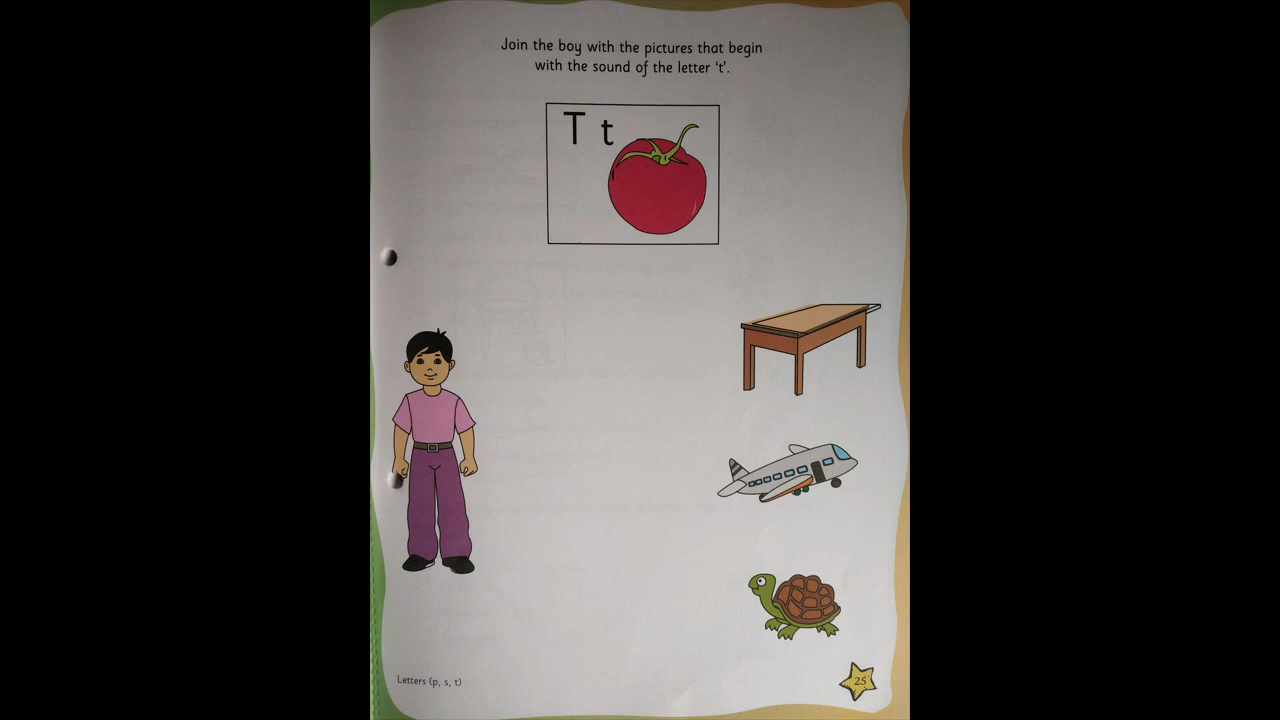 Join the boy with the pictures that begin
with the sound of the letter ‘t’.
T t
Letters (p, s, t)
25